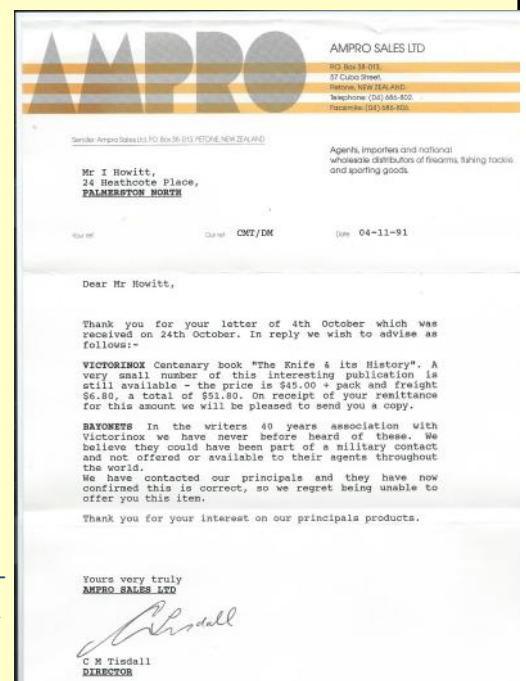 AMPRO
AMPRO SALES LTD
P.O. Box 38-013,
57 Cuba Street,
Petone, NEW ZEALAND.
Telephone: (04) 686-802.
Facsimile: (04) 686-806.
Sender: Ampro Sales Ltd, P.O. Box 38-013, PETONE, NEW ZEALAND
Agents, importers and national
wholesale distributors of firearms, fishing tackle
and sporting goods.
Mr I Howitt,
24 Heathcote Place,
PALMERSTON NORTH
Your ref:
Our ref: CMT/DM
Date: 04-11-91
Dear Mr Howitt,
Thank you for your letter of 4th October which was
received on 24th October. In reply we wish to advise as
follows:-
VICTORINOX Centenary book "The Knife & its History". A
very small number of this interesting publication is
still available - the price is $45.00 + pack and freight
$6.80, a total of $51.80. On receipt of your remittance
for this amount we will be pleased to send you a copy.
BAYONETS In the writers 40 years association with
Victorinox we have never before heard of these. We
believe they could have been part of a military contact
and not offered or available to their agents throughout
the world.
We have contacted our principals and they have now
confirmed this is correct, so we regret being unable to
offer you this item.
Thank you for your interest on our principals products.
Yours very truly
AMPRO SALES LTD
C M Tisdall
DIRECTOR